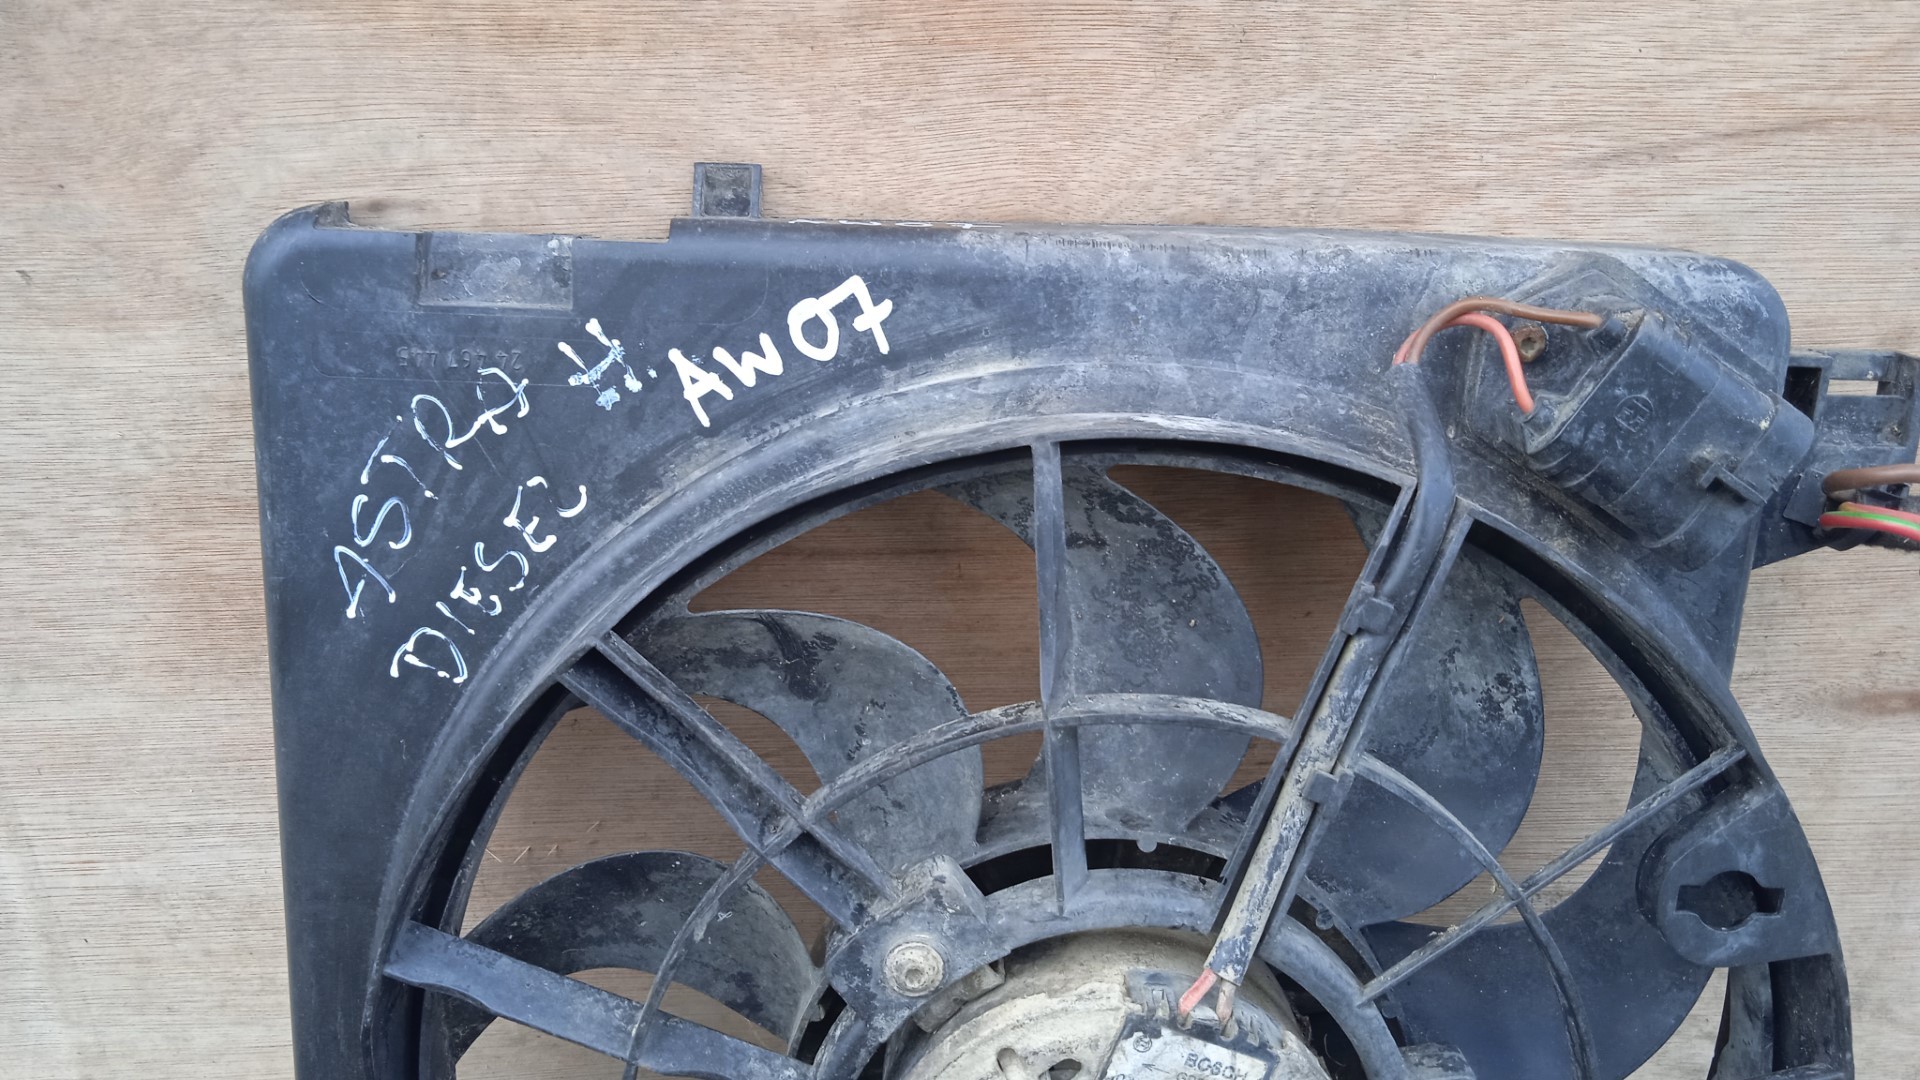 ASTRA H.
DIESEL
AW07
24 467 445
BOSCH